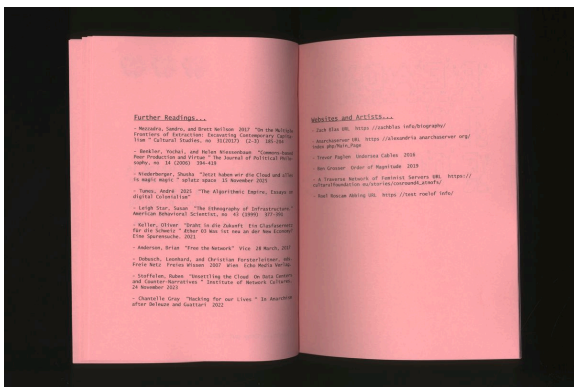 Further Readings...
- Mezzadra, Sandro, and Brett Neilson 2017 "On the Multiple
Frontiers of Extraction: Excavating Contemporary Capita-
lism " Cultural Studies, no 31(2017) (2-3) 185-204
- Benkler, Yochai, and Helen Nissenbaum "Commons-Based
Peer Production and Virtue " The Journal of Political Philo-
sophy, no 14 (2006) 394-419
- Niederberger, Shusha "Jetzt haben wir die Cloud und alles
is magic magic " splatz space 11 November 2023
- Tunes, André 2025 "The Algorithmic Empire, Essays on
digital Colonialism"
- Leigh Star, Susan "The Ethnography of Infrastructure "
American Behavioral Scientist, no 43 (1999) 377-391
- Keller, Oliver "Draht in die Zukunft Ein Glasfasernetz
für die Schweiz " Æther 03 Was ist neu an der New Economy?
Eine Spurensuche. 2021
- Anderson, Brian "Free the Network" Vice 28 March, 2017
- Dobusch, Leonhard, and Christian Forsterleitner,
Freie Netz Freies Wissen 2007 Wien Echo Media Verlag
- Staffelen, Ruben "Unsettling the Cloud On Data Centers
and Counter-Narratives " Institute of Network Cultures
24 November 2023
- Chantelle Gray "Hacking for our Lives " In Anarchism
after Deleuze and Guattari 2022
Websites and Artists...
- Zach Blas URL https //zachblas info/biography/
- Anarchaserver URL https //alexandria anarchaserver org/
index php/Main_Page
- Trevor Paglen Undersea Cables 2016
- Ben Grosser Order of Magnitude 2019
- A Traverse Network of Feminist Servers URL https //
culturalfoundation eu/stories/cosround4_atnofs/
- Roel Roscam Abbing URL https //test roelof info/